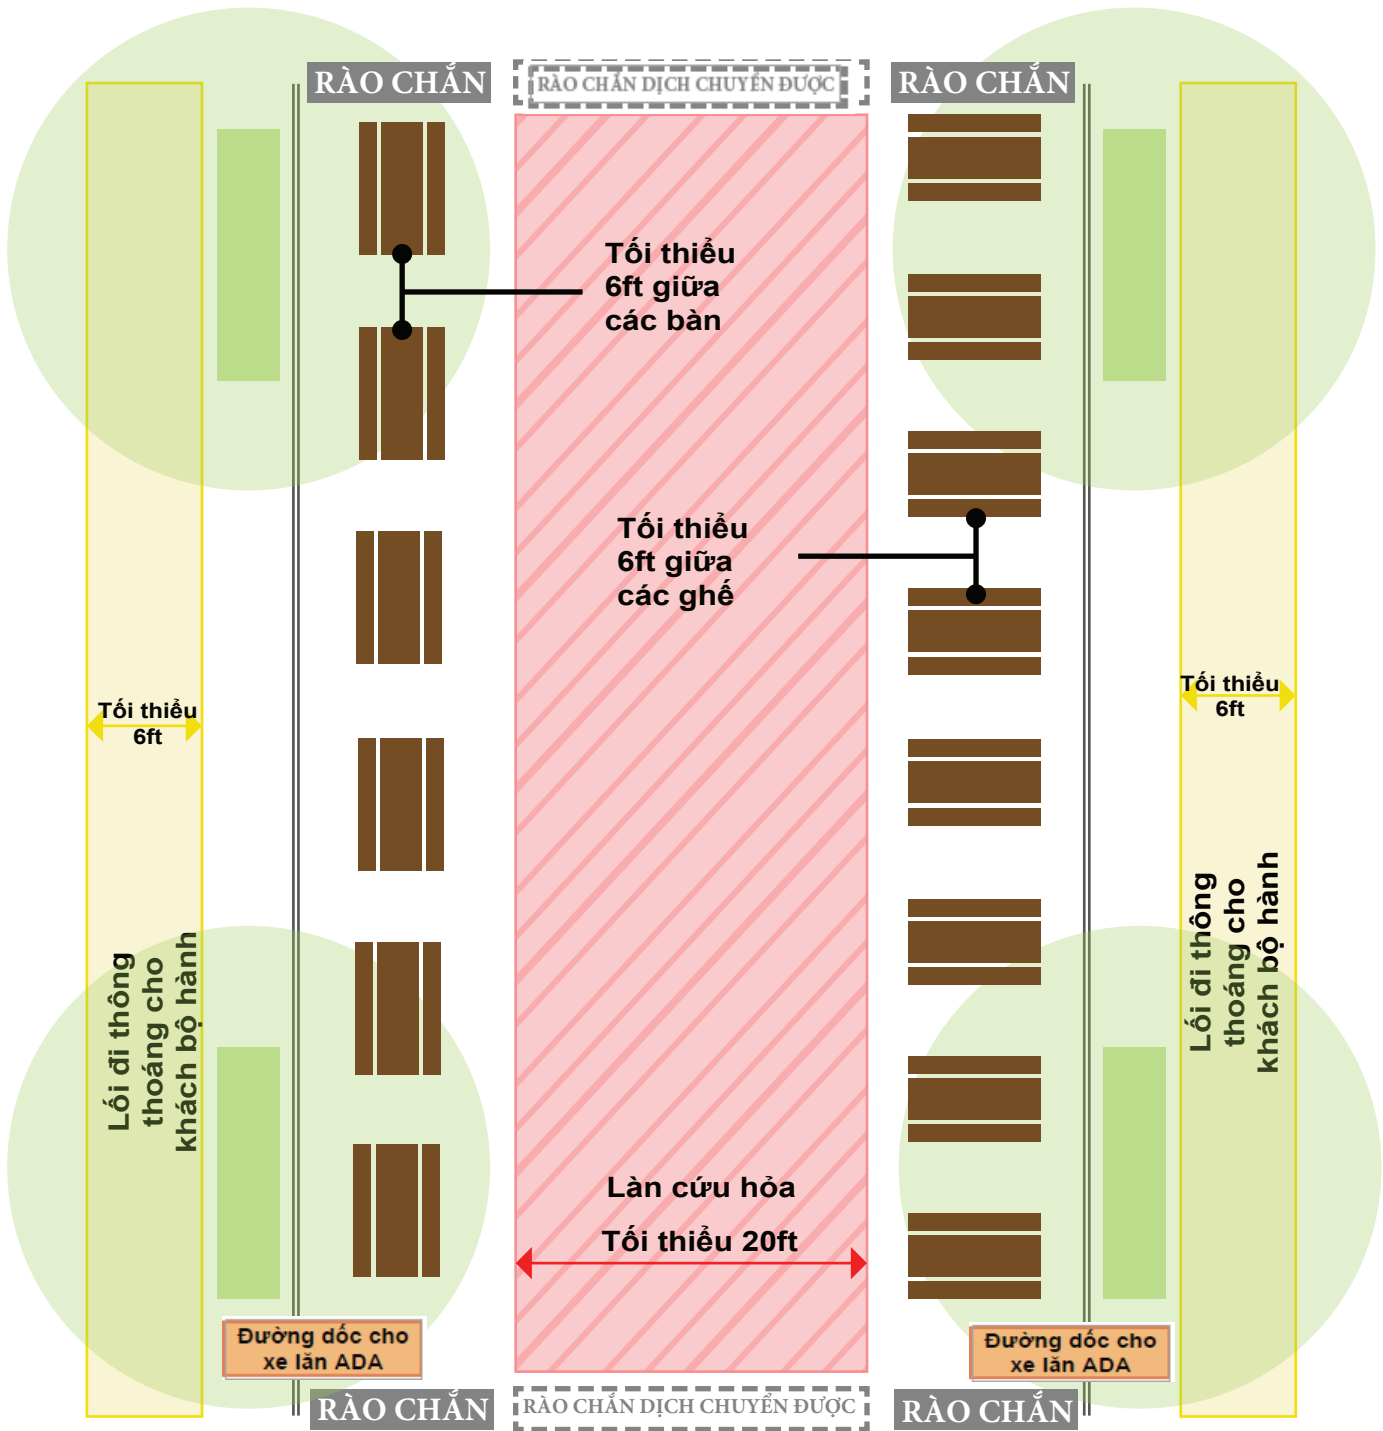 RÀO CHẮN
RÀO CHẮN DỊCH CHUYỂN ĐƯỢC
RÀO CHẮN
Tối thiểu
6ft giữa
các bàn
Tối thiểu
6ft giữa
các ghế
Tối thiểu
6ft
Tối thiểu
6ft
Lối đi thông
thoáng cho
khách bộ hành
Lối đi thông
thoáng cho
khách bộ hành
Làn cứu hỏa
Tối thiểu 20ft
Đường dốc cho
xe lăn ADA
Đường dốc cho
xe lăn ADA
RÀO CHẮN
RÀO CHẮN DỊCH CHUYỂN ĐƯỢC
RÀO CHẮN